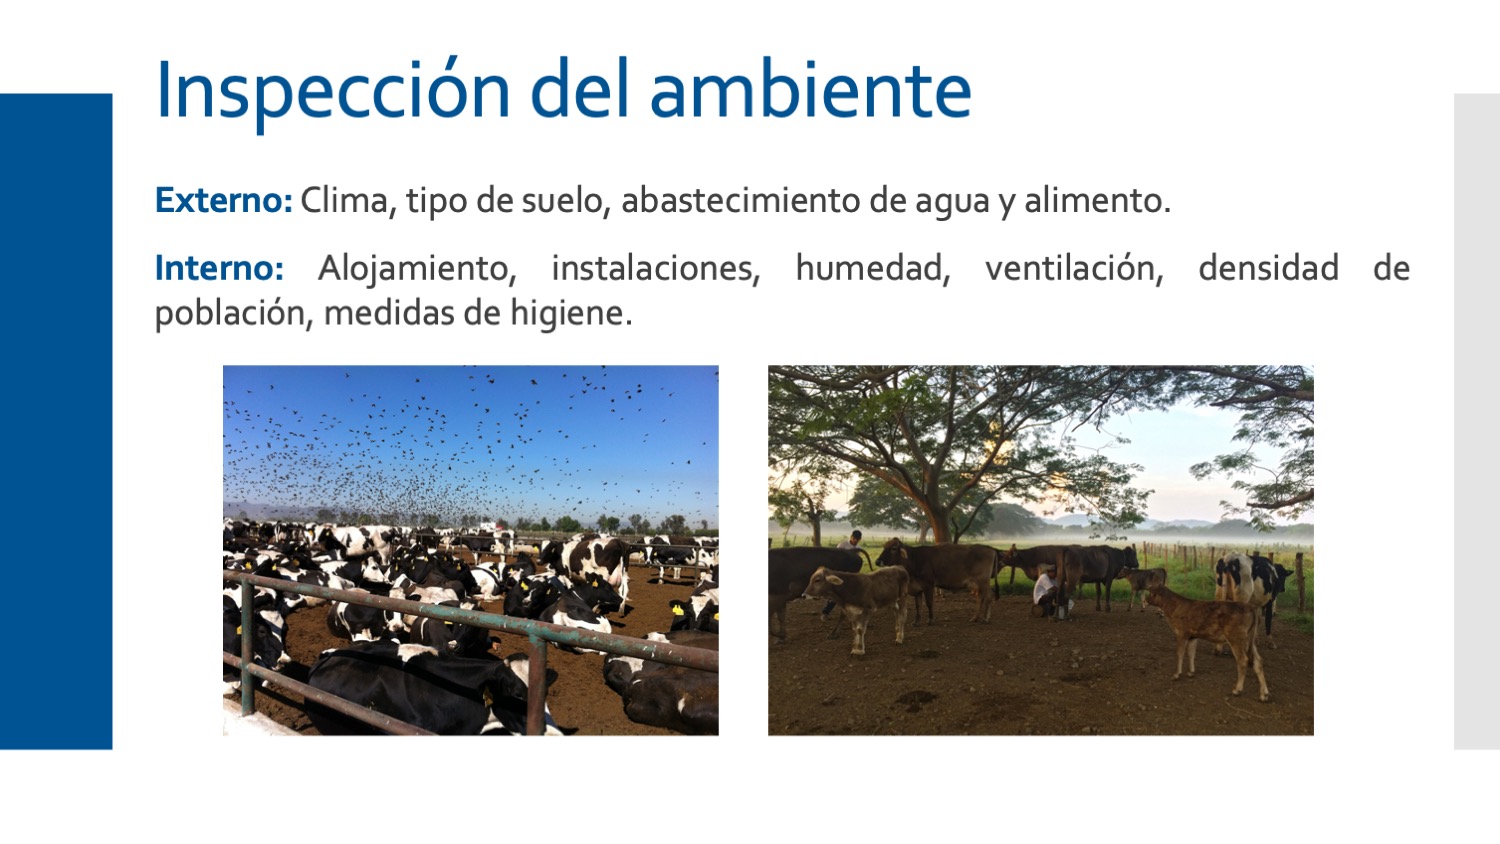 Inspección del ambiente
Externo: Clima, tipo de suelo, abastecimiento de agua y alimento.
Interno: Alojamiento, instalaciones, humedad, ventilación, densidad de
población, medidas de higiene.